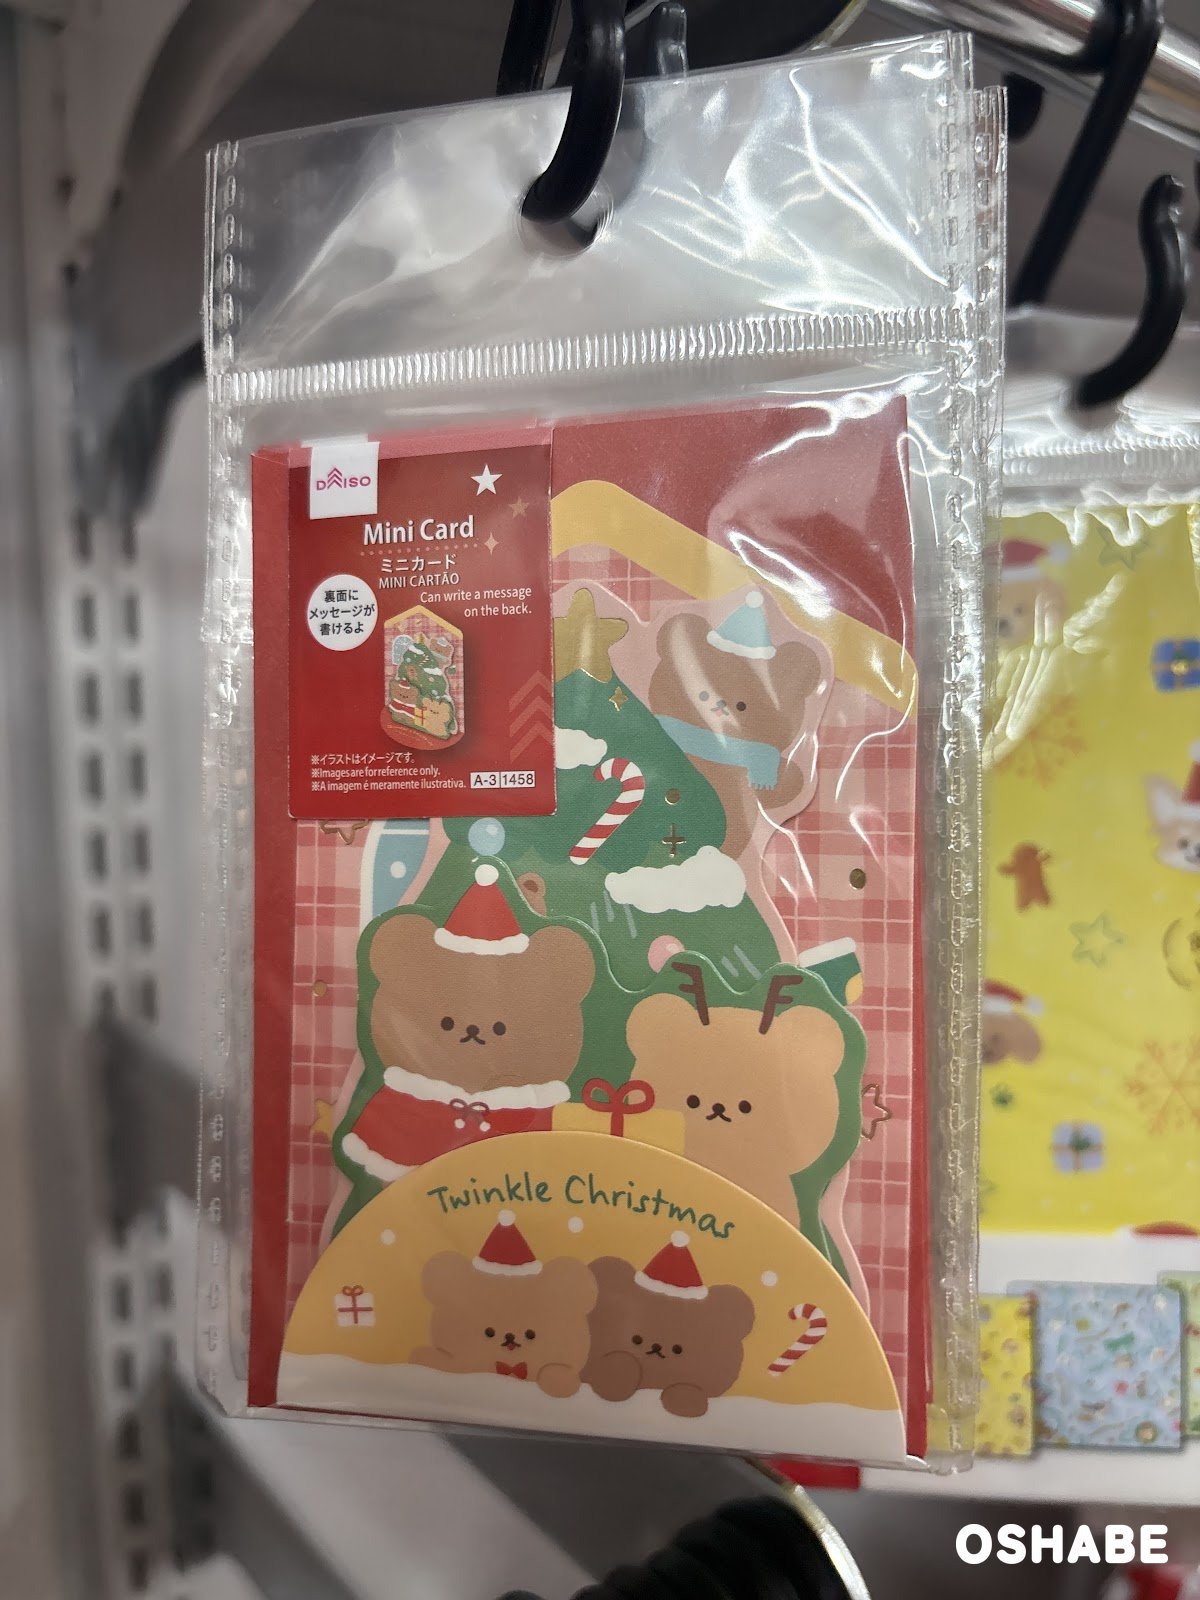 DAISO
Mini Card
ミニカード
MINI CARTÃO
Can write a message
on the back.
裏面に
メッセージが
書けるよ
※イラストはイメージです。
※Images are for reference only.
※A imagem é meramente ilustrativa.
A-3 1458
Twinkle Christmas
OSHABE